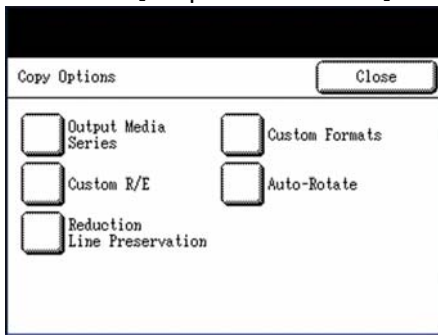 Copy Options
Close
Output Media
Series
Custom Formats
Custom R/E
Auto-Rotate
Reduction
Line Preservation